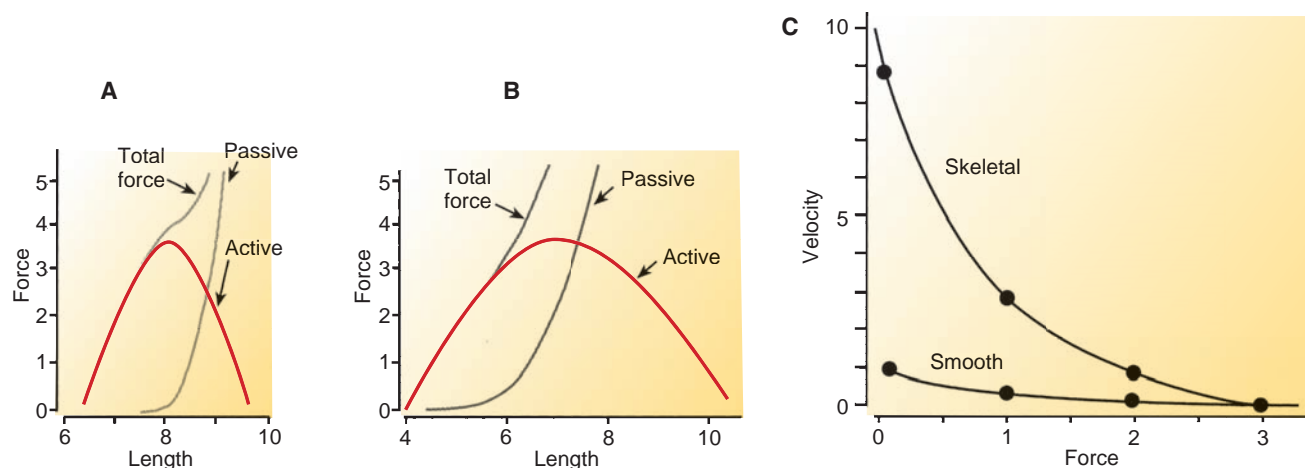 A
Total
force
Passive
Active
Force
5
4
3
2
1
0
6
8
10
Length
B
Total
force
Passive
Active
Force
5
4
3
2
1
0
4
6
8
10
Length
C
10
5
0
Velocity
Skeletal
Smooth
0
1
2
3
Force